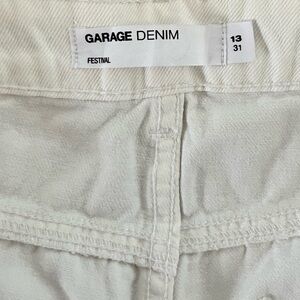 GARAGE DENIM
FESTIVAL
13
31